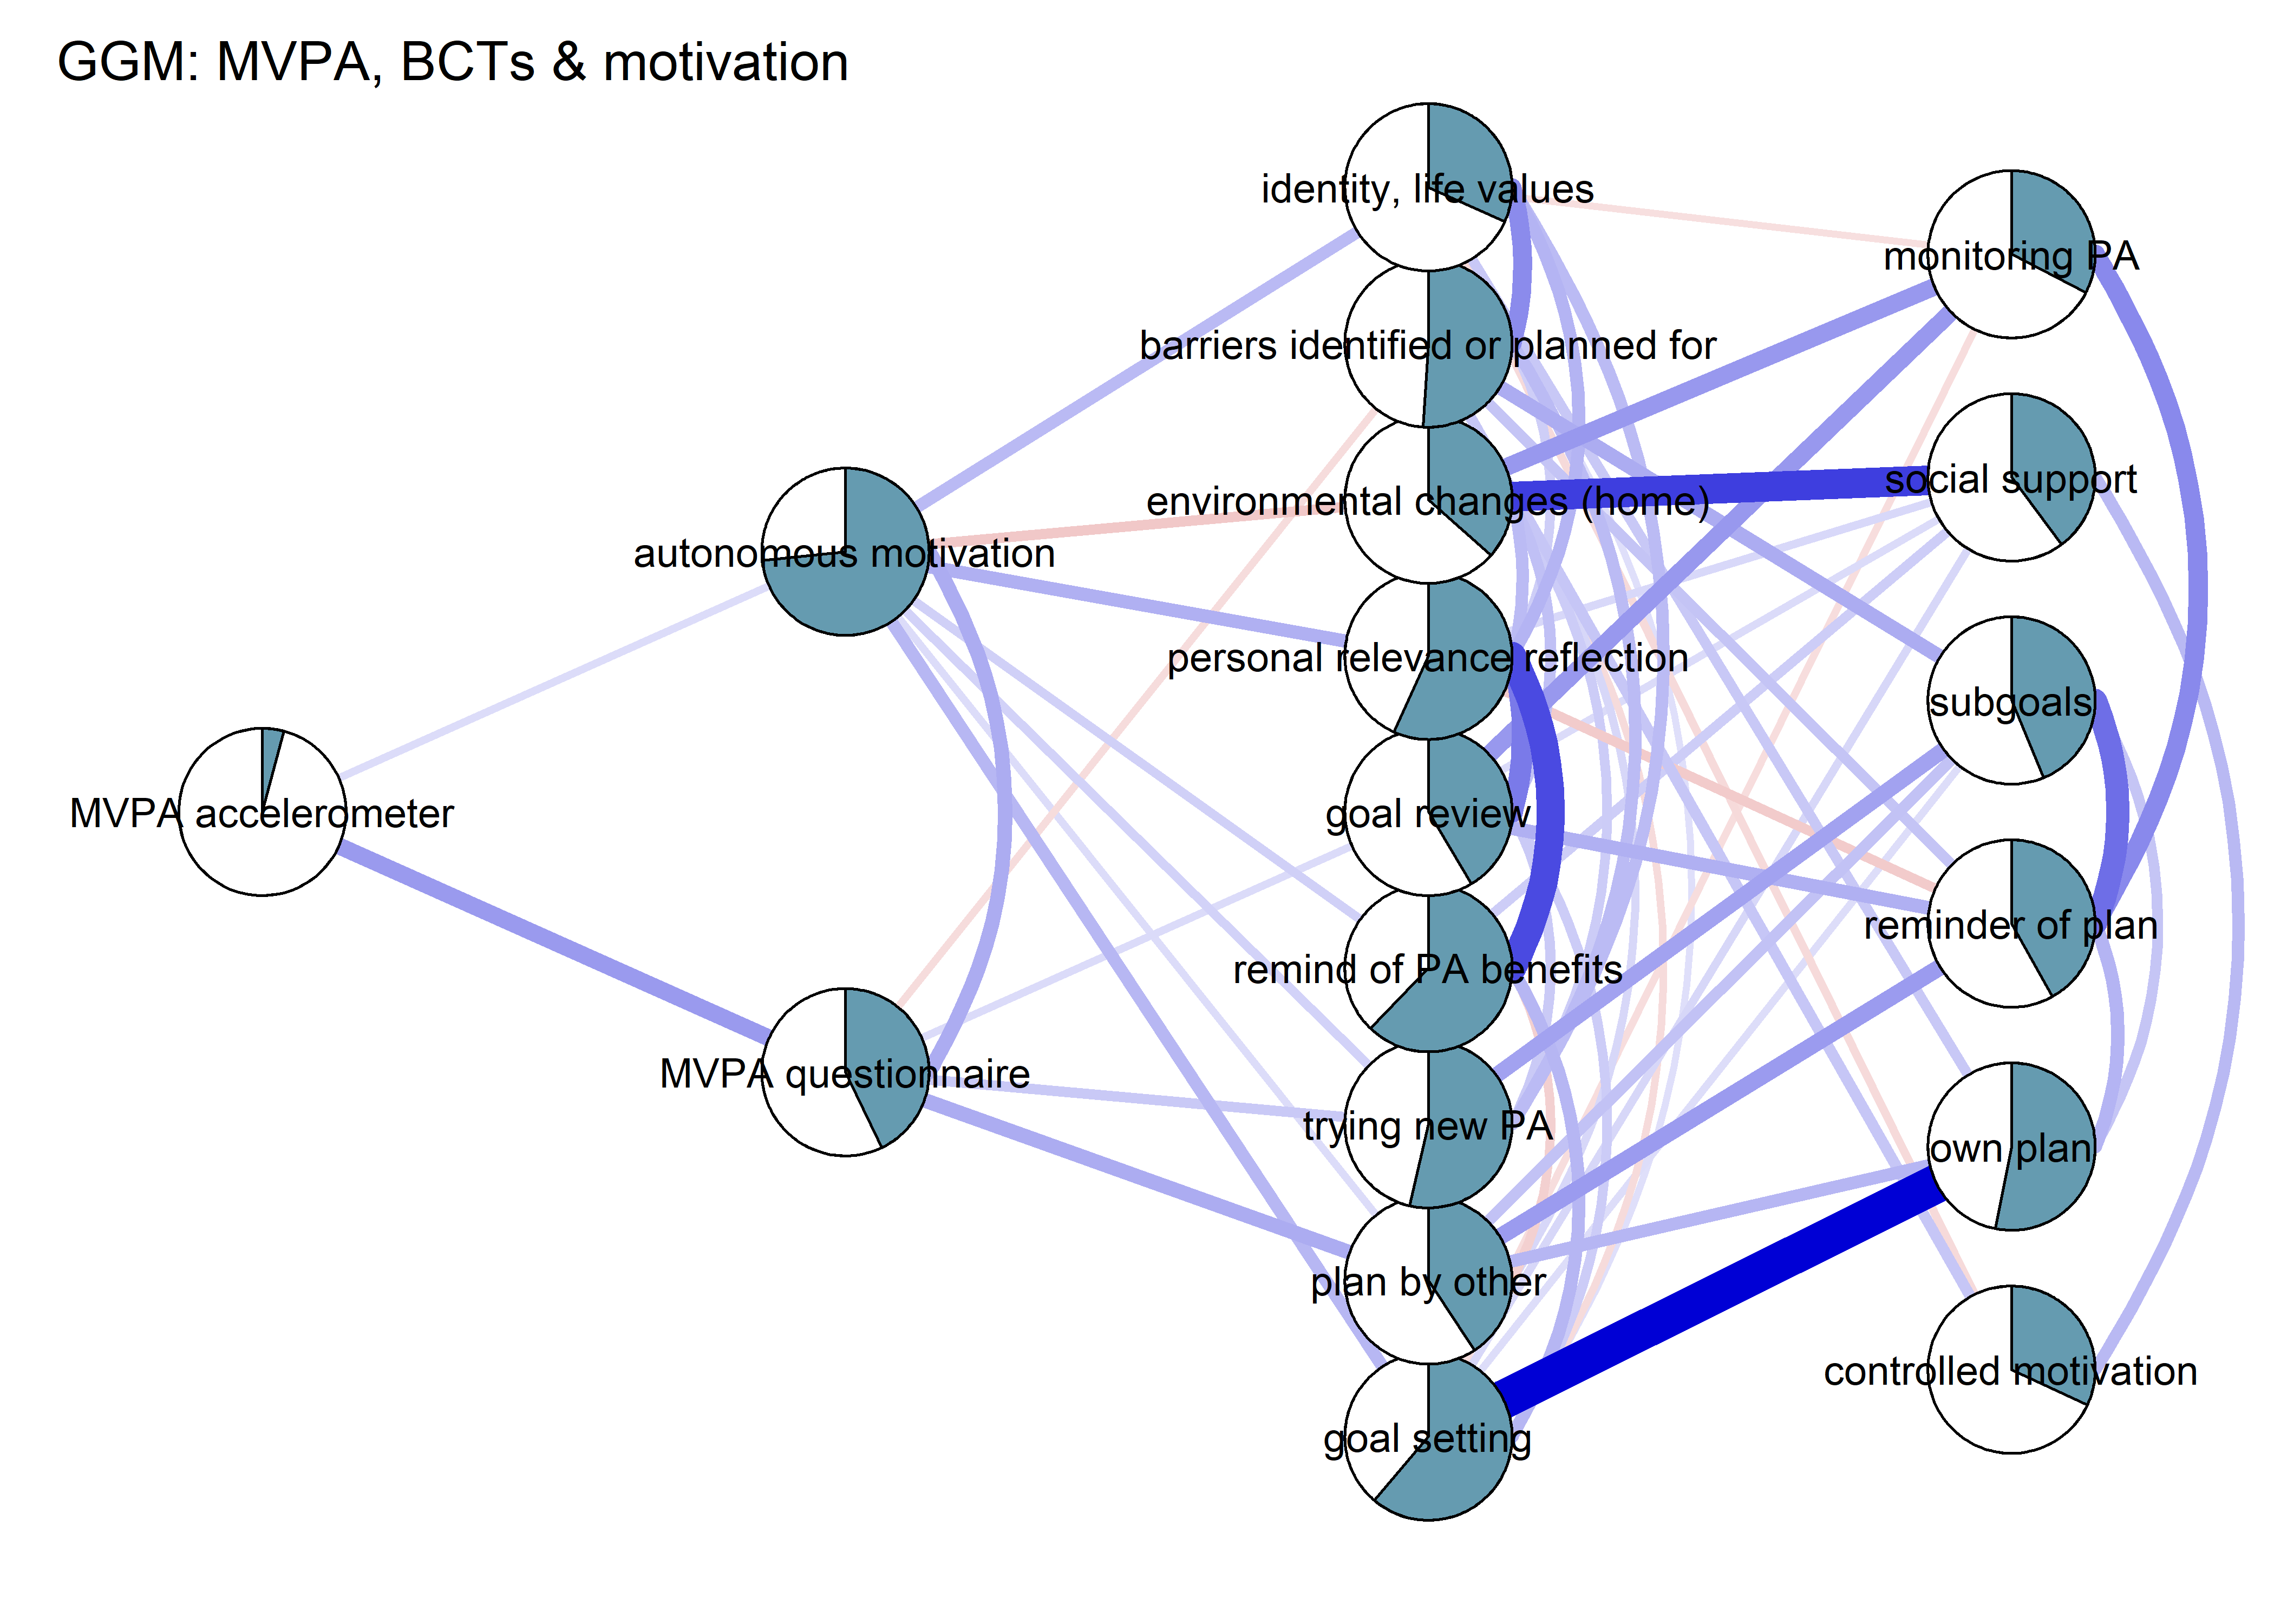 GGM: MVPA, BCTs & motivation
identity, life values
monitoring PA
barriers identified or planned for
social support
environmental changes (home)
autonomous motivation
personal relevance reflection
subgoals
MVPA accelerometer
goal review
reminder of plan
remind of PA benefits
MVPA questionnaire
trying new PA
own plan
plan by other
controlled motivation
goal setting